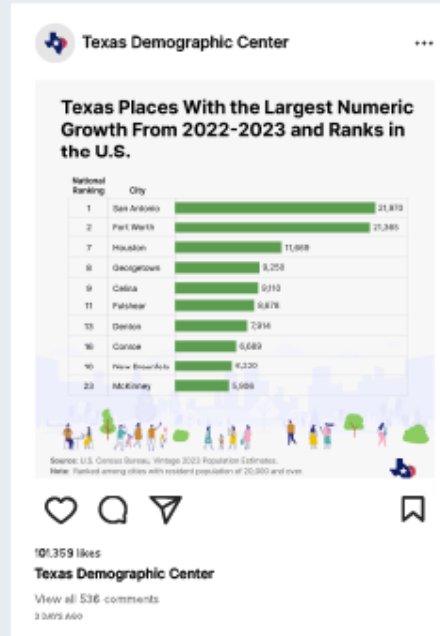 Texas Demographic Center
Texas Places With the Largest Numeric
Growth From 2022-2023 and Ranks in
the U.S.
National
Ranking City
1 San Antonio 21,970
2 Fort Worth 21,365
7 Houston 11,669
8 Georgetown 9,250
9 Celina 9,110
11 Fulshear 8,678
13 Denton 7,914
16 Conroe 6,689
New Braunfels 6,220
23 McKinney 5,906
Source: U.S. Census Bureau, Vintage 2023 Population Estimates.
Note: Ranked among cities with resident population of 20,000 and over.
101.359 likes
Texas Demographic Center
View all 536 comments
3 DAYS AGO